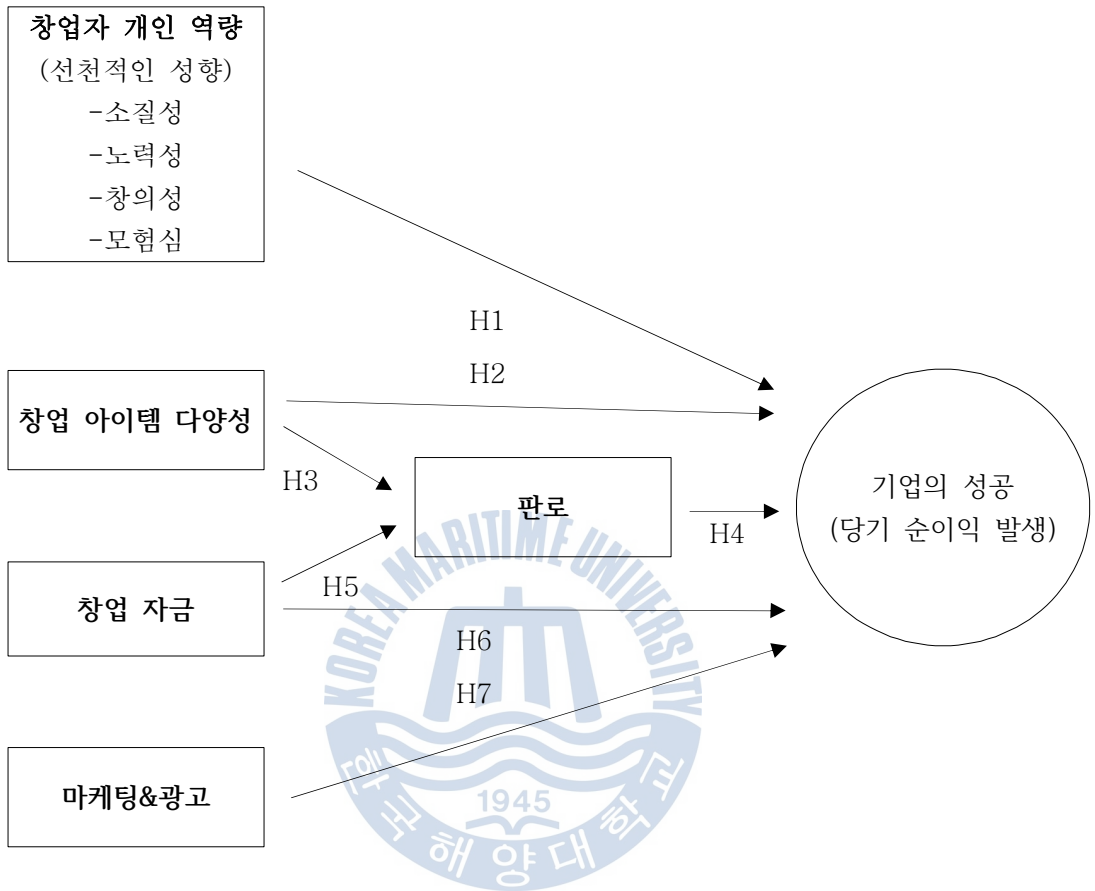 창업자 개인 역량
(선천적인 성향)
-소질성
-노력성
-창의성
-모험심
H1
H2
창업 아이템 다양성
H3
판로
H4
기업의 성공
(당기 순이익 발생)
창업 자금
H5
H6
H7
마케팅&광고
KOREA MARITIME UNIVERSITY
1945
한국해양대학교